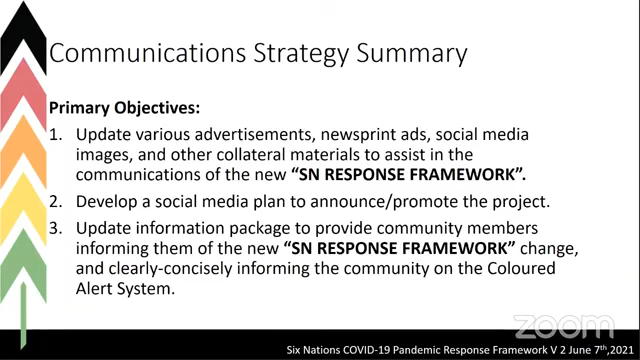 Communications Strategy Summary
Primary Objectives:
1. Update various advertisements, newsprint ads, social media
images, and other collateral materials to assist in the
communications of the new “SN RESPONSE FRAMEWORK”.
2. Develop a social media plan to announce/promote the project.
3. Update information package to provide community members
informing them of the new “SN RESPONSE FRAMEWORK” change,
and clearly-concisely informing the community on the Coloured
Alert System.
zoom
Six Nations COVID-19 Pandemic Response Framework V 2 June 7th,2021